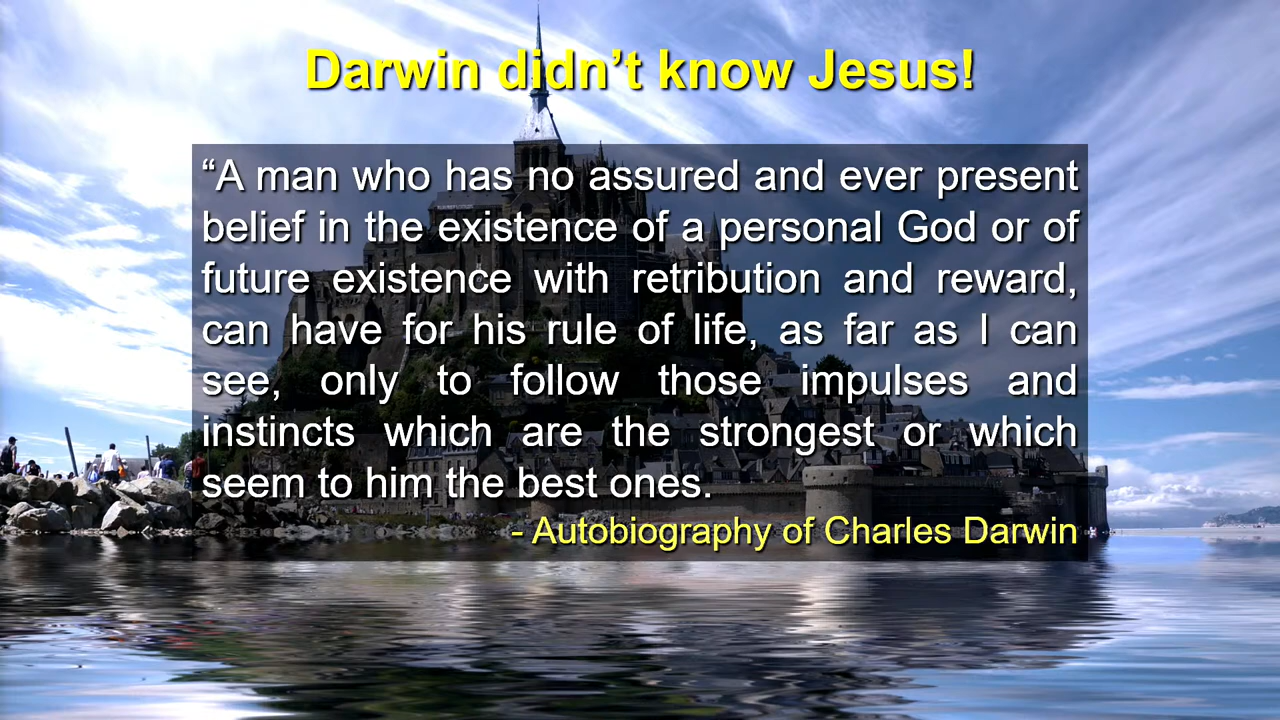 Darwin didn’t know Jesus!
“A man who has no assured and ever present
belief in the existence of a personal God or of
future existence with retribution and reward,
can have for his rule of life, as far as I can
see, only to follow those impulses and
instincts which are the strongest or which
seem to him the best ones.
- Autobiography of Charles Darwin